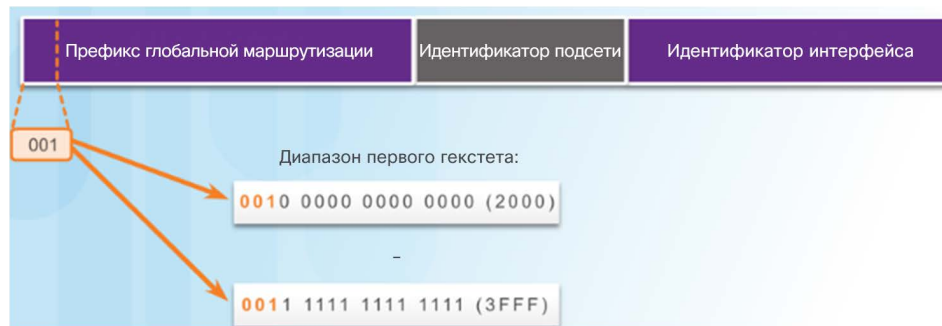 Префикс глобальной маршрутизации Идентификатор подсети Идентификатор интерфейса
001
Диапазон первого гекстета:
0010 0000 0000 0000 (2000)
–
0011 1111 1111 1111 (3FFF)